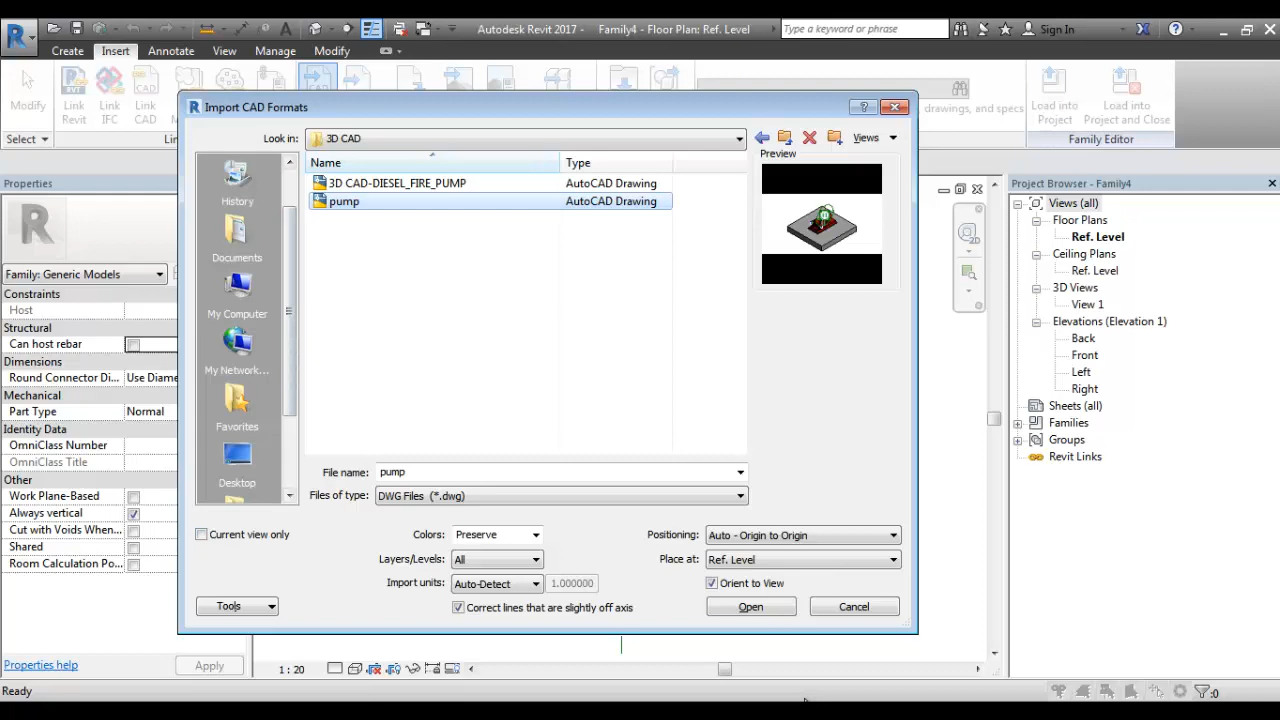 Autodesk Revit 2017 - Family4 - Floor Plan: Ref. Level
Type a keyword or phrase
Sign In
Create Insert Annotate View Manage Modify
Modify
Link Revit
Link IFC
Link CAD
drawings, and specs
Load into Project
Load into Project and Close
Select
Family Editor
Import CAD Formats
Look in: 3D CAD
Views
Name Type
3D CAD-DIESEL_FIRE_PUMP AutoCAD Drawing
pump AutoCAD Drawing
Preview
History
Documents
My Computer
My Network...
Favorites
Desktop
File name: pump
Files of type: DWG Files (*.dwg)
Current view only
Colors: Preserve
Layers/Levels: All
Import units: Auto-Detect 1.000000
Correct lines that are slightly off axis
Positioning: Auto - Origin to Origin
Place at: Ref. Level
Orient to View
Tools
Open
Cancel
Properties
R
Family: Generic Models
Constraints
Host
Structural
Can host rebar
Dimensions
Round Connector Di... Use Diame
Mechanical
Part Type Normal
Identity Data
OmniClass Number
OmniClass Title
Other
Work Plane-Based
Always vertical
Cut with Voids When...
Shared
Room Calculation Po...
Properties help
Apply
Project Browser - Family4
Views (all)
Floor Plans
Ref. Level
Ceiling Plans
Ref. Level
3D Views
View 1
Elevations (Elevation 1)
Back
Front
Left
Right
Sheets (all)
Families
Groups
Revit Links
2D
1 : 20
Ready
:0